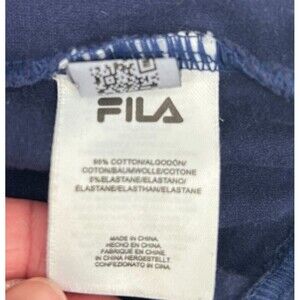 FILA
95% COTTON/ALGODÓN/
COTON/BAUMWOLLE/COTONE
5%ELASTANE/ELASTANO/
ÉLASTANE/ELASTHAN/ELASTANE
MADE IN CHINA.
HECHO EN CHINA.
FABRIQUÉ EN CHINE.
IN CHINA HERGESTELLT.
CONFEZIONATO IN CINA.